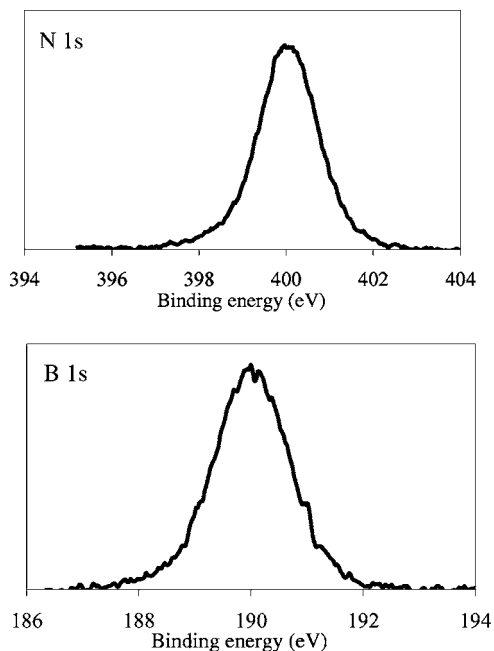 N 1s
394 396 398 400 402 404
Binding energy (eV)
B 1s
186 188 190 192 194
Binding energy (eV)